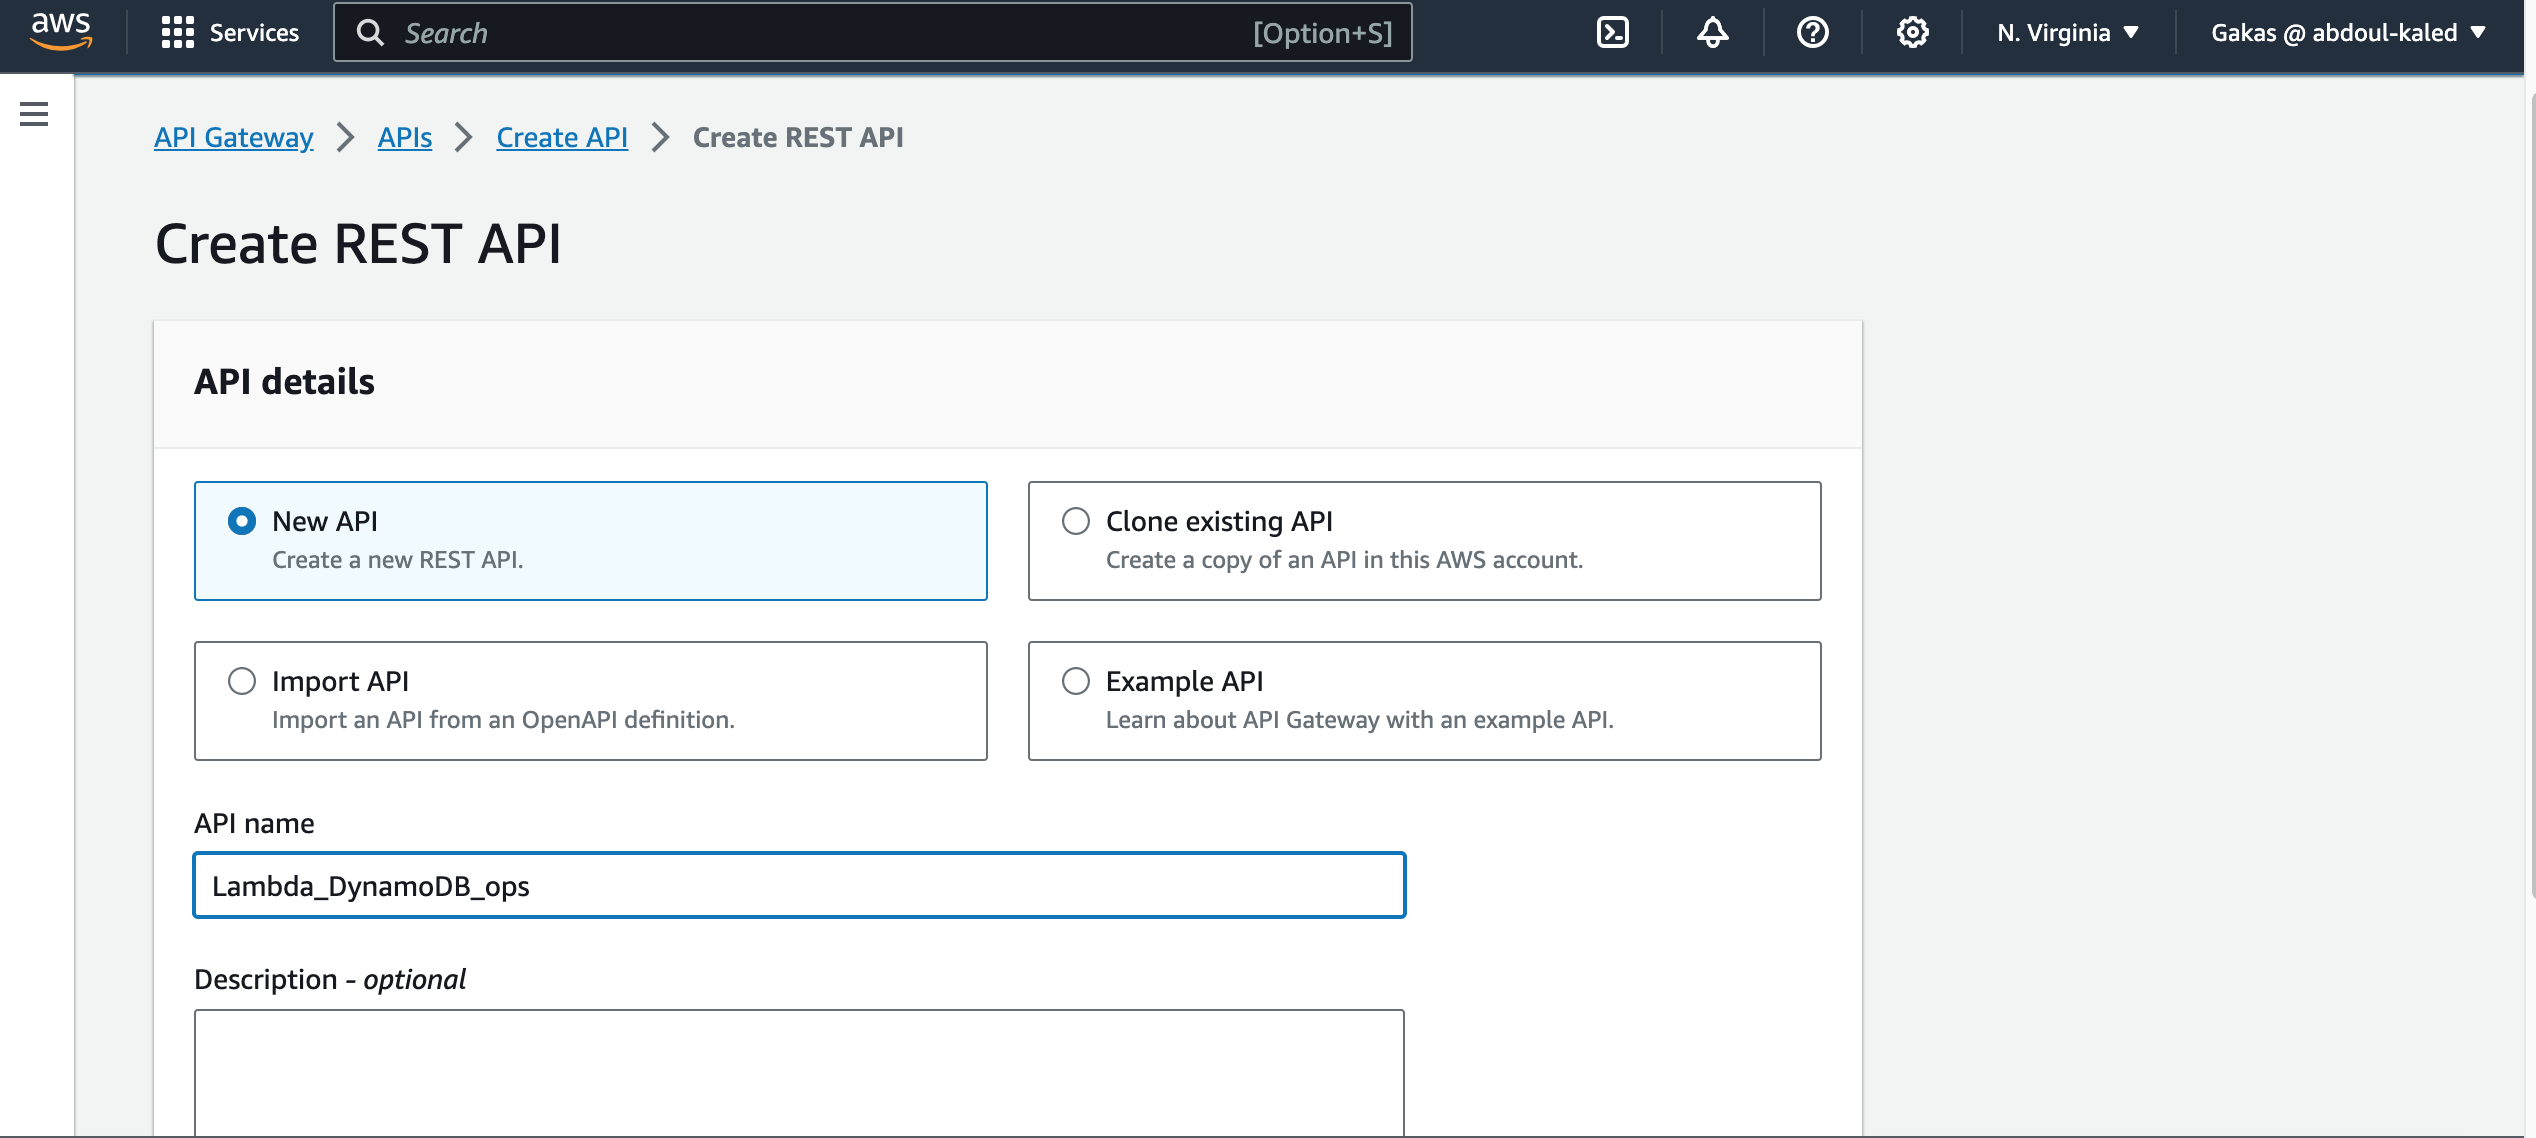 aws Services Search [Option+S] N. Virginia Gakas @ abdoul-kaled
API Gateway APIs Create API Create REST API
Create REST API
API details
New API
Create a new REST API.
Clone existing API
Create a copy of an API in this AWS account.
Import API
Import an API from an OpenAPI definition.
Example API
Learn about API Gateway with an example API.
API name
Lambda_DynamoDB_ops
Description - optional